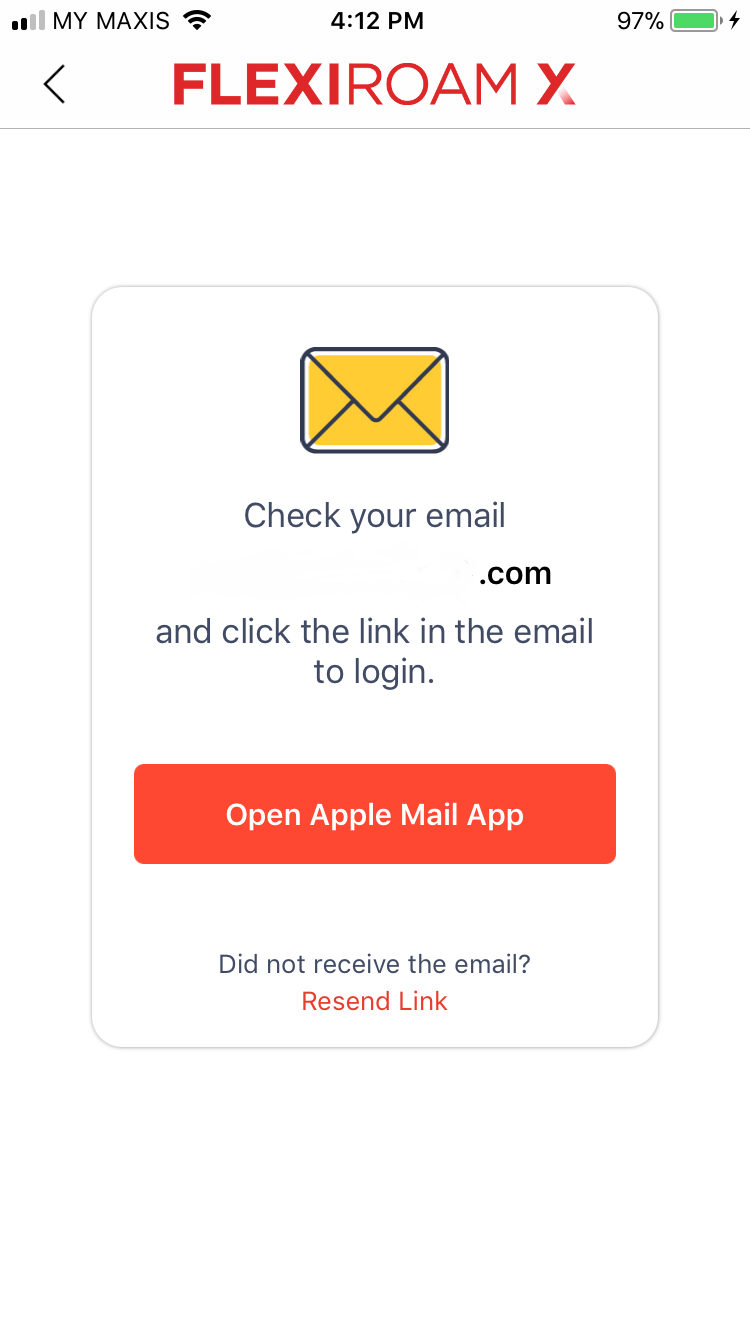 MY MAXIS 4:12 PM 97%
FLEXIROAM X
Check your email
.com
and click the link in the email
to login.
Open Apple Mail App
Did not receive the email?
Resend Link